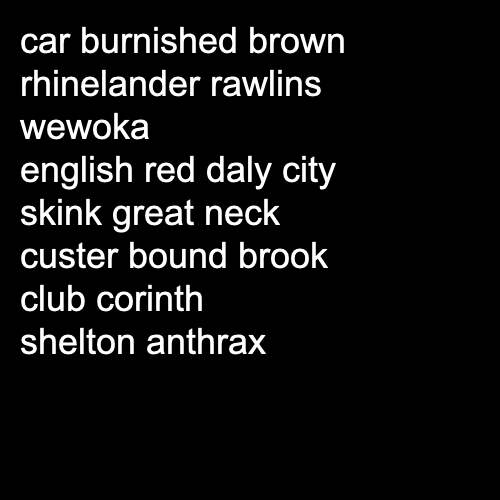 car burnished brown
rhinelander rawlins
wewoka
english red daly city
skink great neck
custer bound brook
club corinth
shelton anthrax